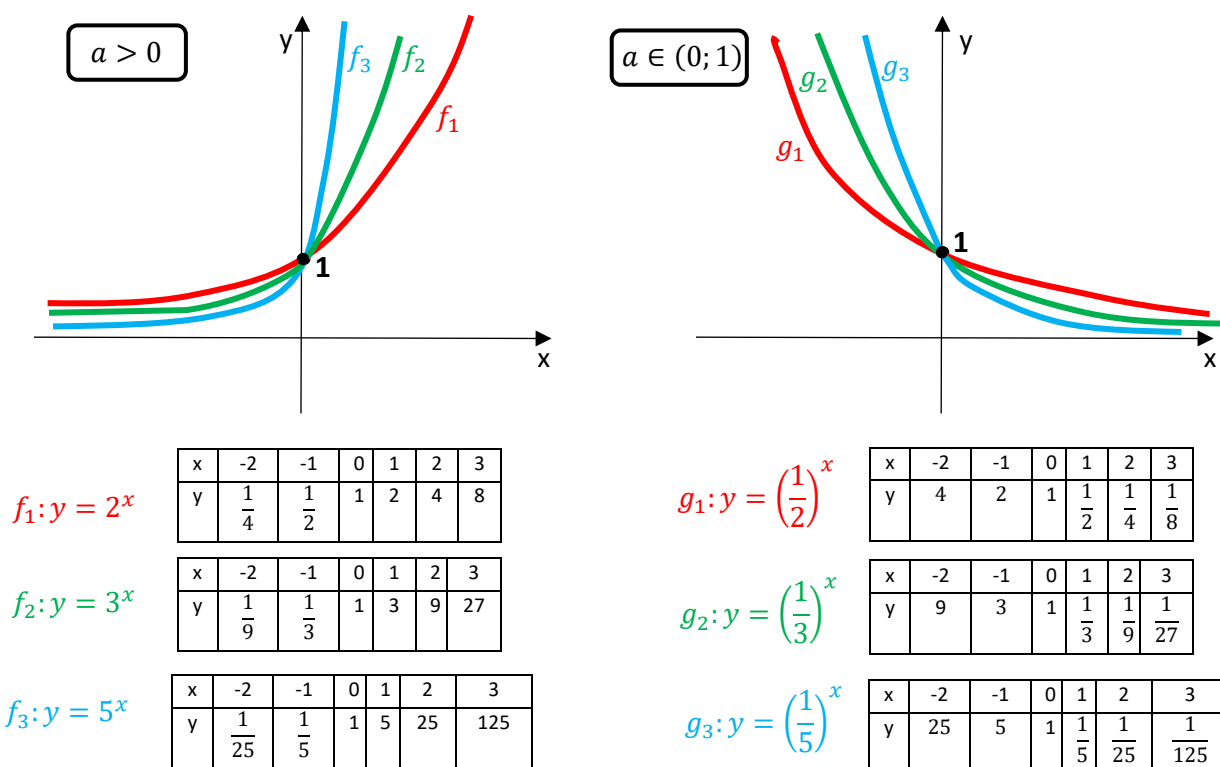 a > 0
y
f₃
f₂
f₁
1
x
a ∈ (0; 1)
y
g₁
g₂
g₃
1
x
f₁: y = 2ˣ
x -2 -1 0 1 2 3
y 1/4 1/2 1 2 4 8
f₂: y = 3ˣ
x -2 -1 0 1 2 3
y 1/9 1/3 1 3 9 27
f₃: y = 5ˣ
x -2 -1 0 1 2 3
y 1/25 1/5 1 5 25 125
g₁: y = (1/2)ˣ
x -2 -1 0 1 2 3
y 4 2 1 1/2 1/4 1/8
g₂: y = (1/3)ˣ
x -2 -1 0 1 2 3
y 9 3 1 1/3 1/9 1/27
g₃: y = (1/5)ˣ
x -2 -1 0 1 2 3
y 25 5 1 1/5 1/25 1/125